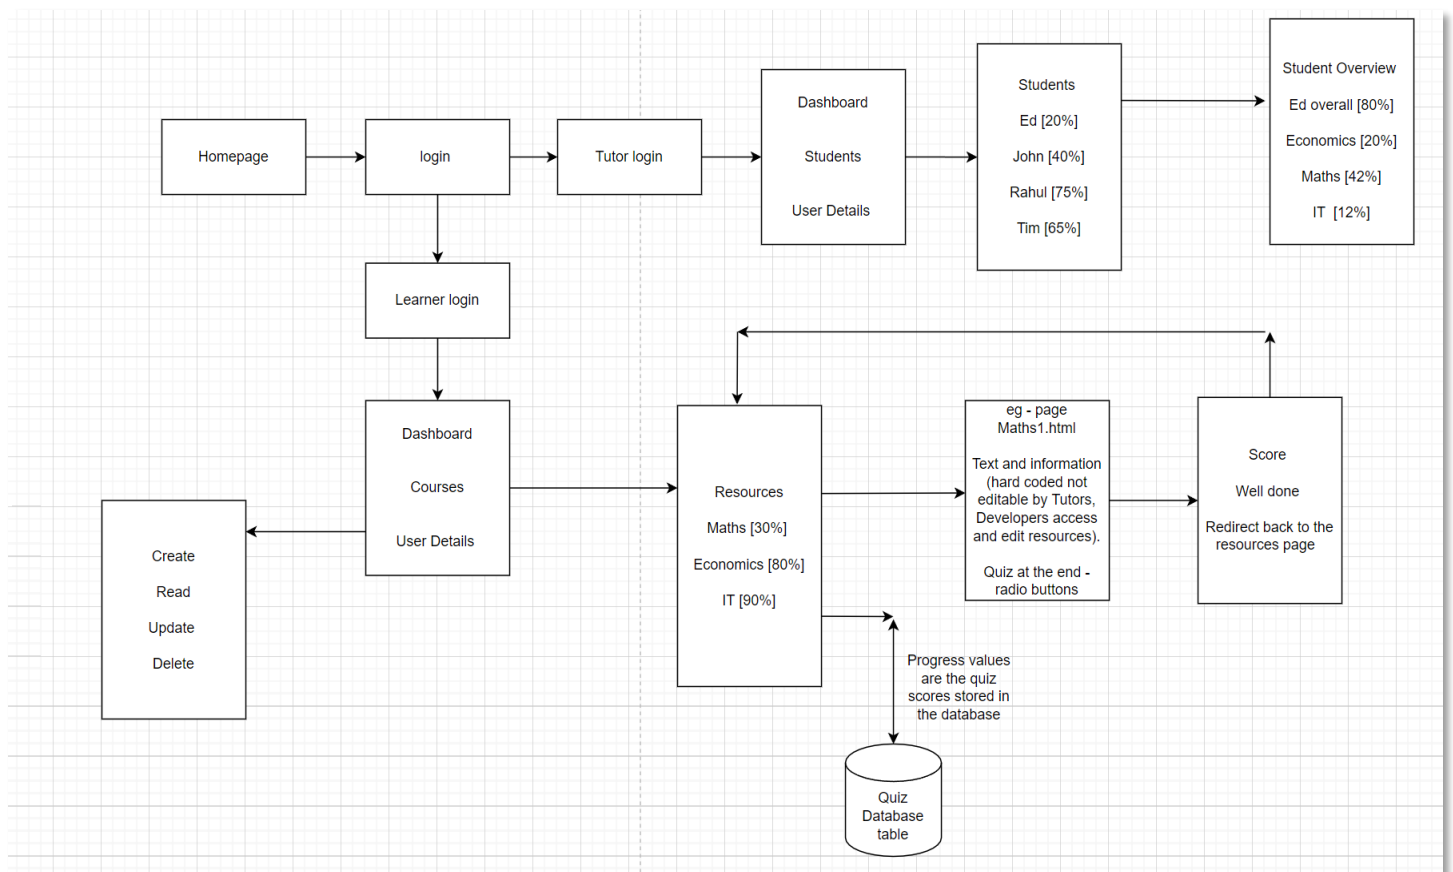 Homepage
login
Tutor login
Dashboard
Students
User Details
Students
Ed [20%]
John [40%]
Rahul [75%]
Tim [65%]
Student Overview
Ed overall [80%]
Economics [20%]
Maths [42%]
IT [12%]
Learner login
Dashboard
Courses
User Details
Create
Read
Update
Delete
Resources
Maths [30%]
Economics [80%]
IT [90%]
eg - page
Maths1.html
Text and information
(hard coded not
editable by Tutors,
Developers access
and edit resources).
Quiz at the end -
radio buttons
Score
Well done
Redirect back to the
resources page
Progress values
are the quiz
scores stored in
the database
Quiz
Database
table